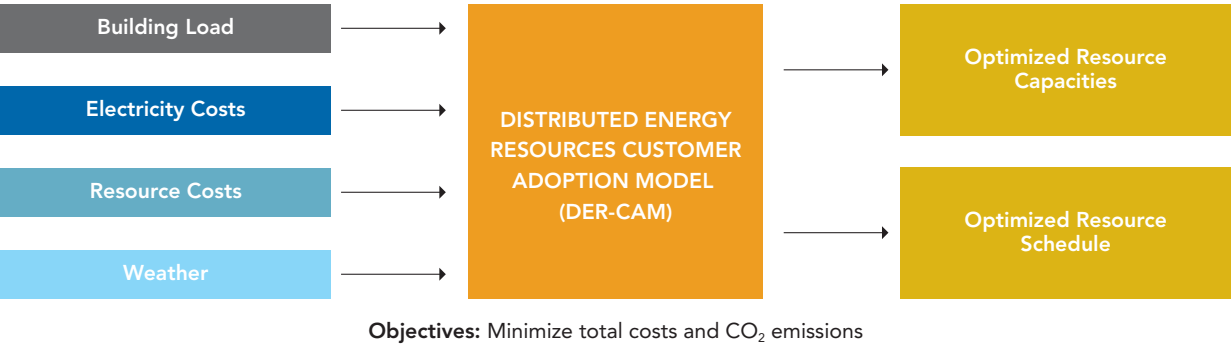 Building Load
Electricity Costs
Resource Costs
Weather
DISTRIBUTED ENERGY
RESOURCES CUSTOMER
ADOPTION MODEL
(DER-CAM)
Optimized Resource
Capacities
Optimized Resource
Schedule
Objectives: Minimize total costs and CO₂ emissions